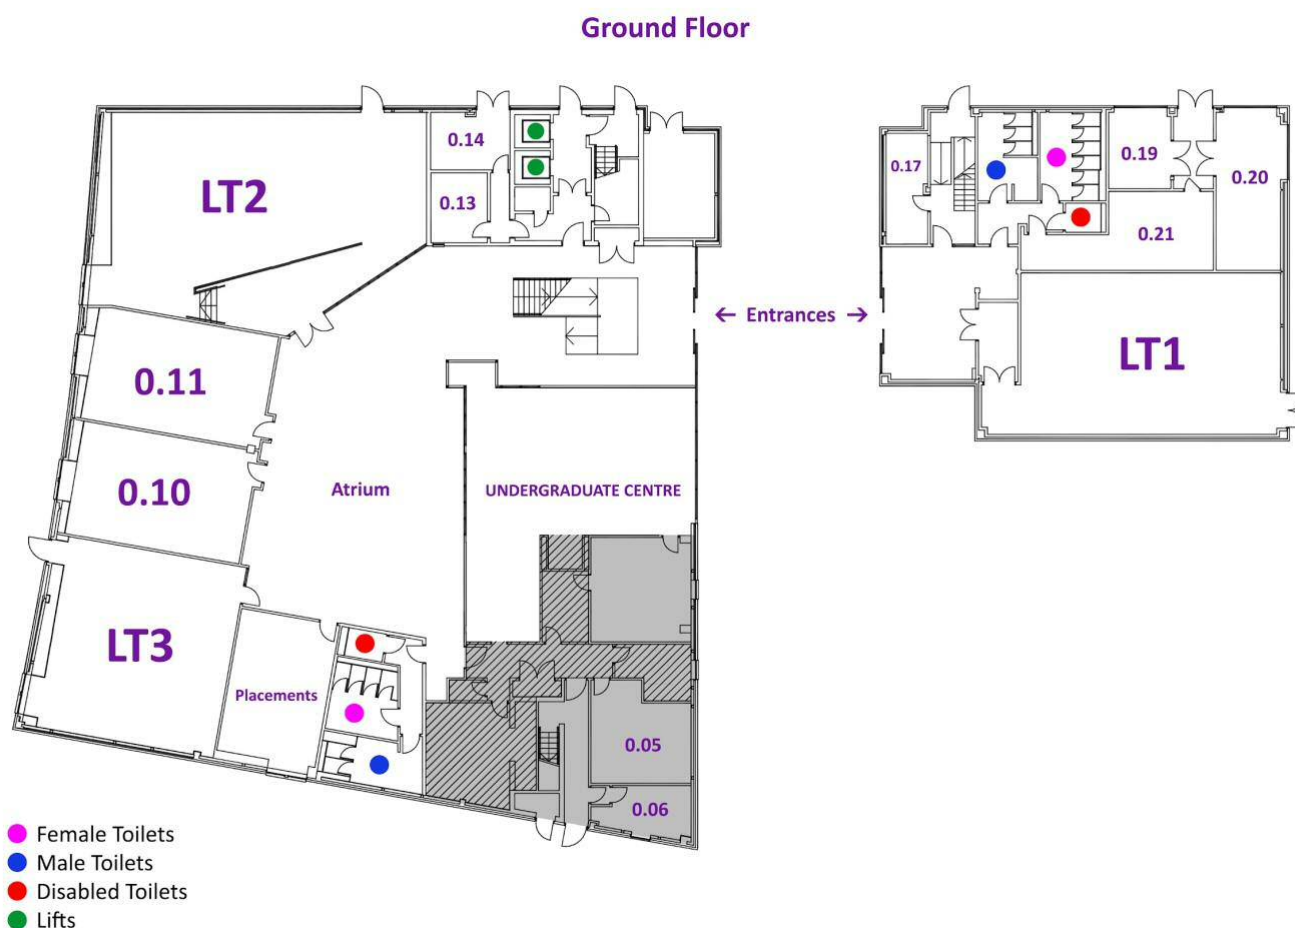 Ground Floor
0.14
LT2
0.13
0.17
0.19
0.20
0.21
← Entrances →
LT1
0.11
0.10
Atrium
UNDERGRADUATE CENTRE
LT3
Placements
0.05
0.06
Female Toilets
Male Toilets
Disabled Toilets
Lifts